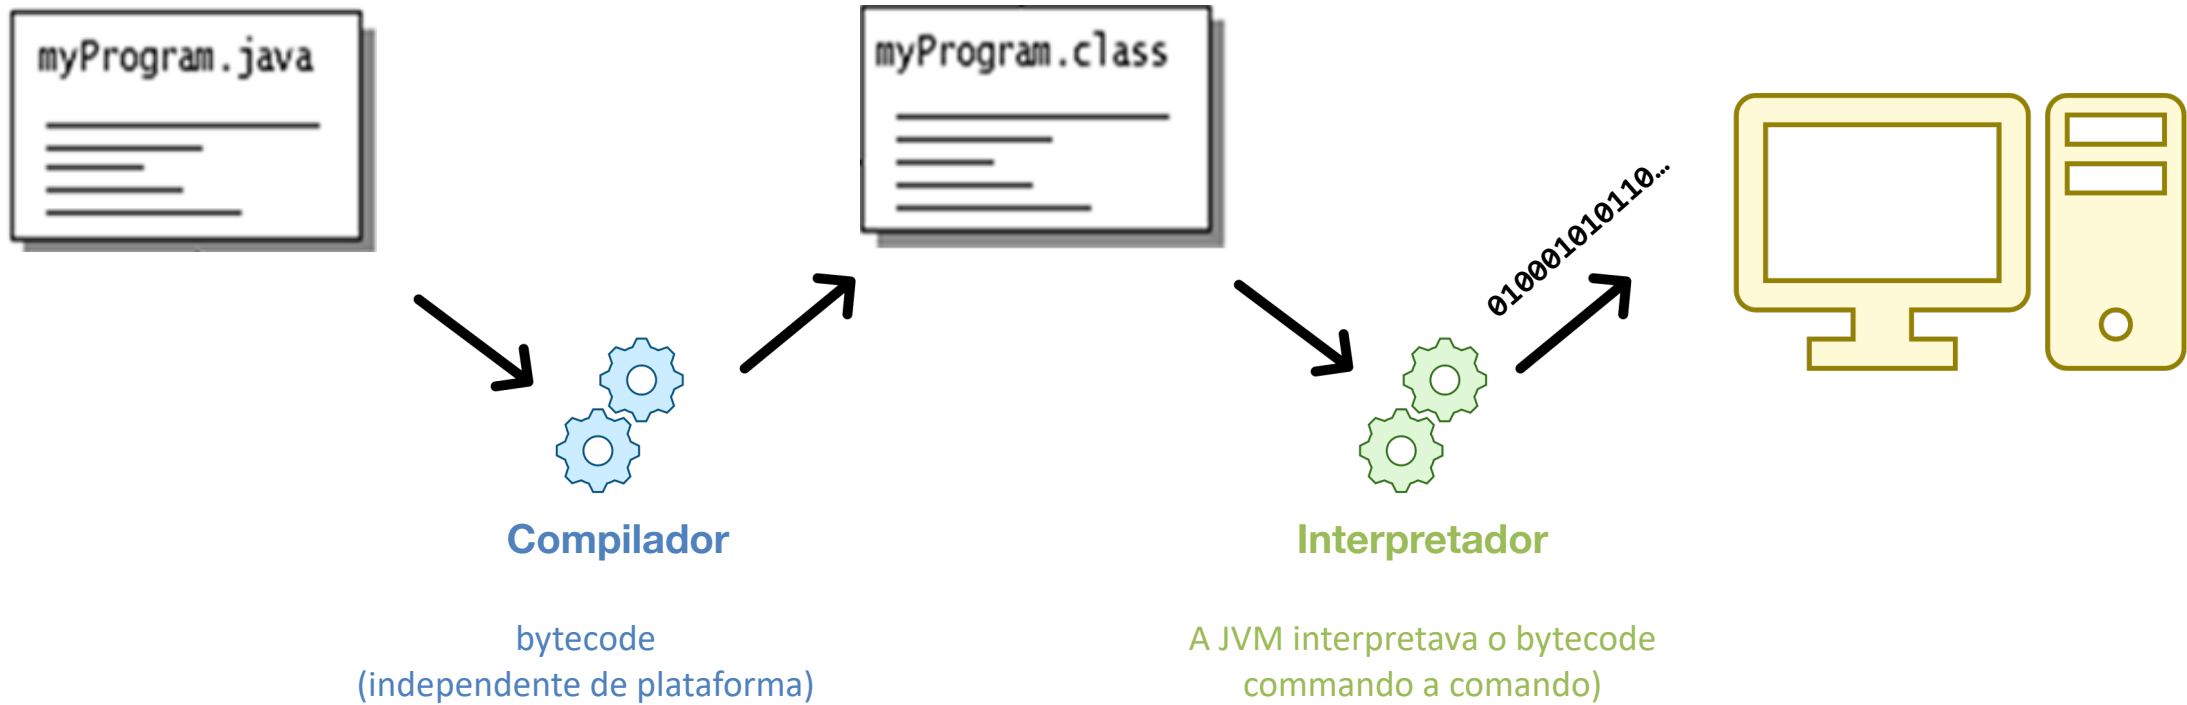 myProgram.java
myProgram.class
010001010110…
Compilador
Interpretador
bytecode
(independente de plataforma)
A JVM interpretava o bytecode
commando a comando)